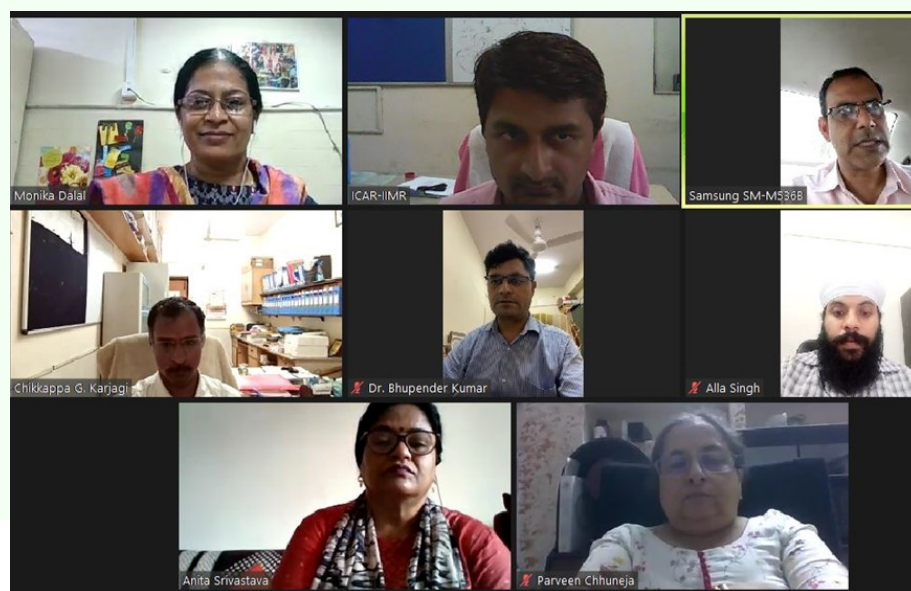 Monika Dalal
ICAR-IIMR
Samsung SM-M536B
Chikkappa G. Karjagi
Dr. Bhupender Kumar
Alla Singh
Anita Srivastava
Parveen Chhuneja